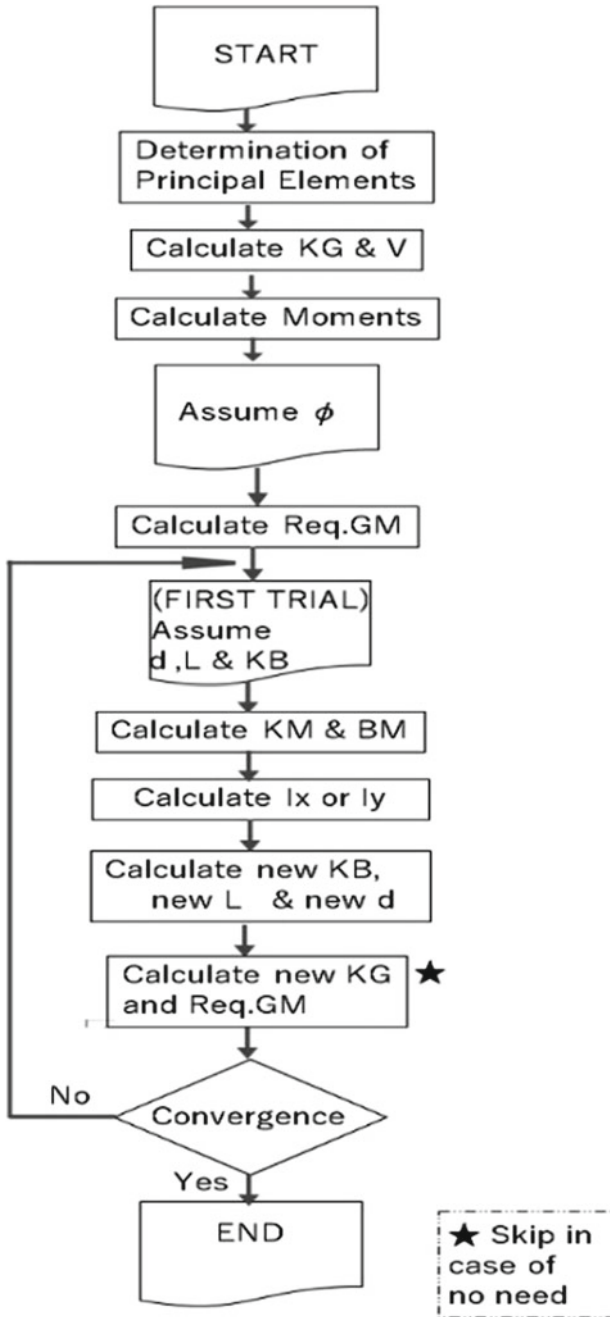 START
Determination of
Principal Elements
Calculate KG & V
Calculate Moments
Assume ϕ
Calculate Req.GM
(FIRST TRIAL)
Assume
d ,L & KB
Calculate KM & BM
Calculate Ix or Iy
Calculate new KB,
new L & new d
Calculate new KG ★
and Req.GM
No
Convergence
Yes
END
★ Skip in
case of
no need